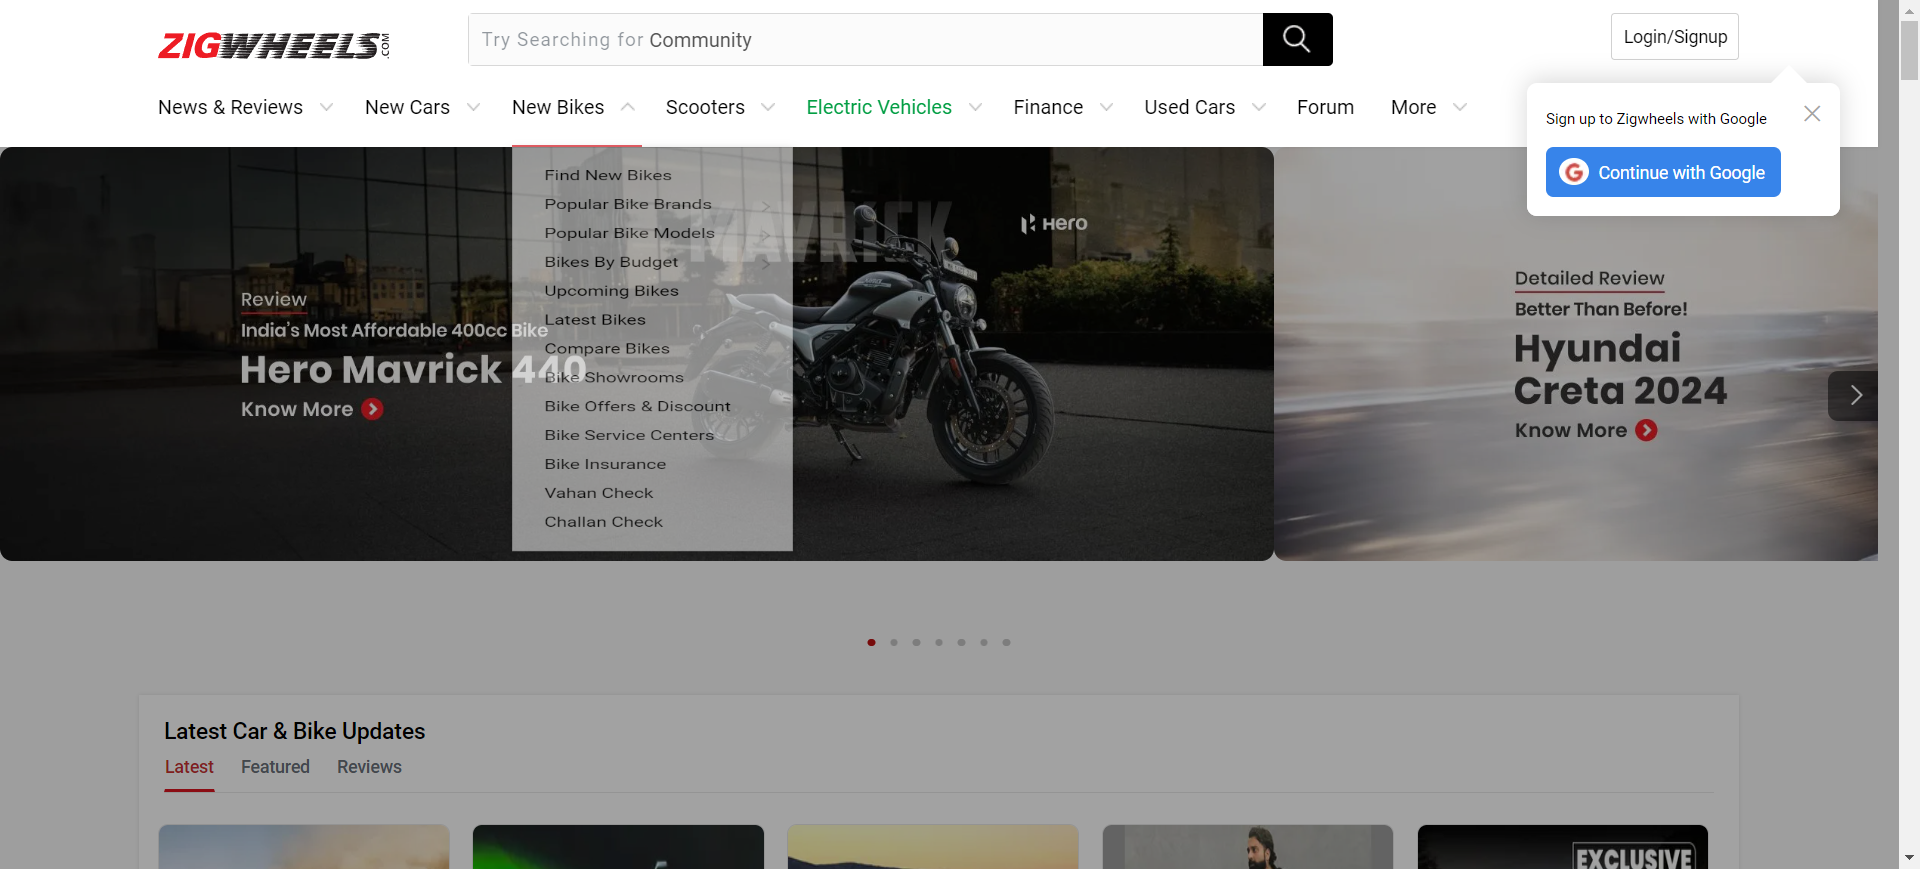 ZIGWHEELS.COM
Try Searching for Community
Login/Signup
News & Reviews
New Cars
New Bikes
Scooters
Electric Vehicles
Finance
Used Cars
Forum
More
Sign up to Zigwheels with Google
Continue with Google
Find New Bikes
Popular Bike Brands
Popular Bike Models
Bikes By Budget
Upcoming Bikes
Latest Bikes
Compare Bikes
Bike Showrooms
Bike Offers & Discount
Bike Service Centers
Bike Insurance
Vahan Check
Challan Check
MAVRICK
Hero
Review
India's Most Affordable 400cc Bike
Hero Mavrick 440
Know More
Detailed Review
Better Than Before!
Hyundai
Creta 2024
Know More
Latest Car & Bike Updates
Latest
Featured
Reviews
EXCLUSIVE